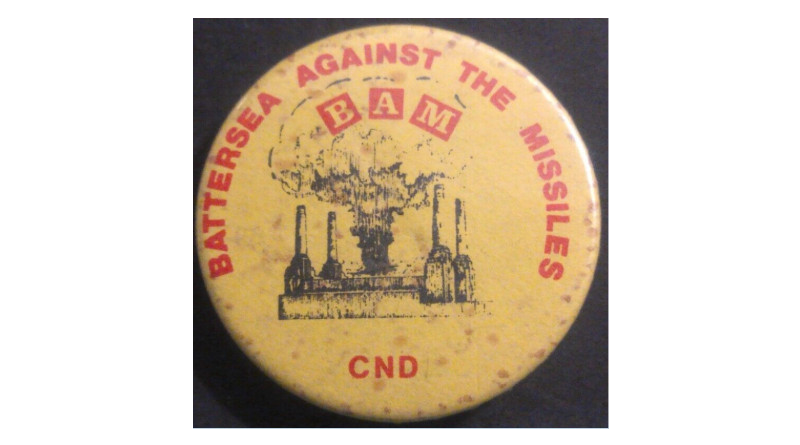 BATTERSEA AGAINST THE MISSILES
BAM
CND